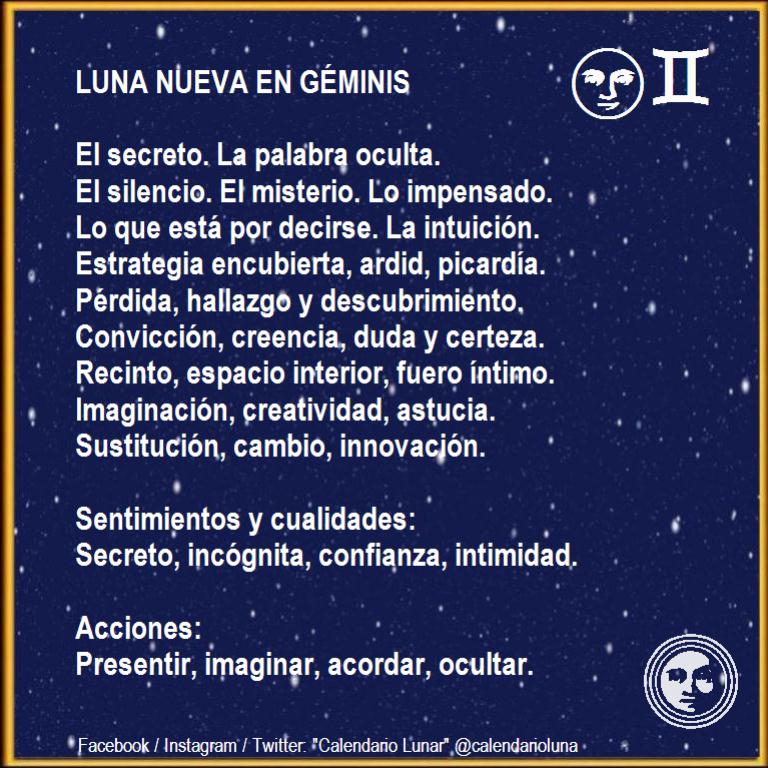 LUNA NUEVA EN GÉMINIS
El secreto. La palabra oculta.
El silencio. El misterio. Lo impensado.
Lo que está por decirse. La intuición.
Estrategia encubierta, ardid, picardía.
Pérdida, hallazgo y descubrimiento.
Convicción, creencia, duda y certeza.
Recinto, espacio interior, fuero íntimo.
Imaginación, creatividad, astucia.
Sustitución, cambio, innovación.
Sentimientos y cualidades:
Secreto, incógnita, confianza, intimidad.
Acciones:
Presentir, imaginar, acordar, ocultar.
Facebook / Instagram / Twitter: "Calendario Lunar" @calendarioluna